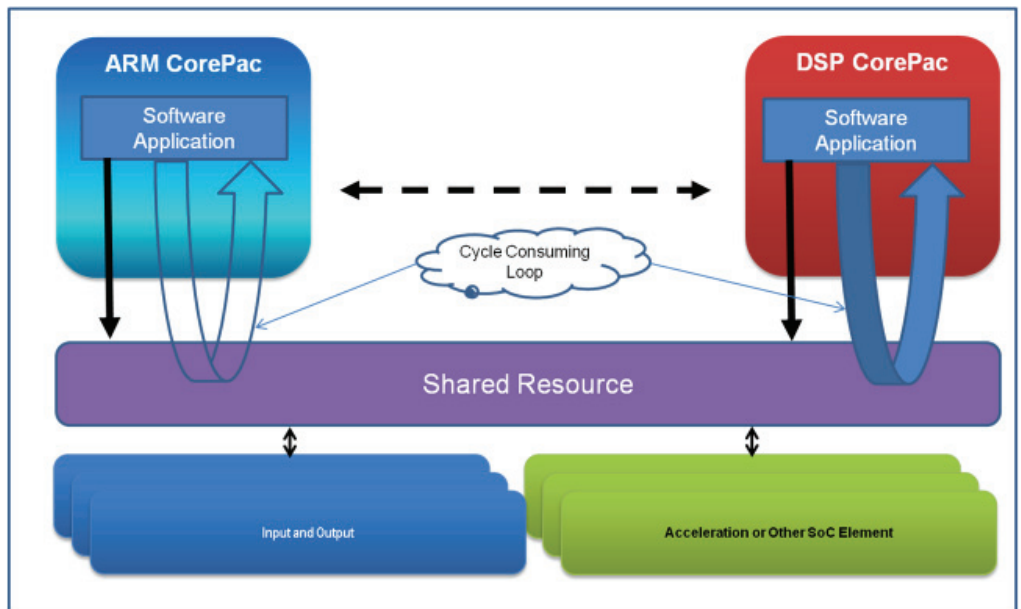 ARM CorePac
DSP CorePac
Software
Application
Software
Application
Cycle Consuming
Loop
Shared Resource
Input and Output
Acceleration or Other SoC Element